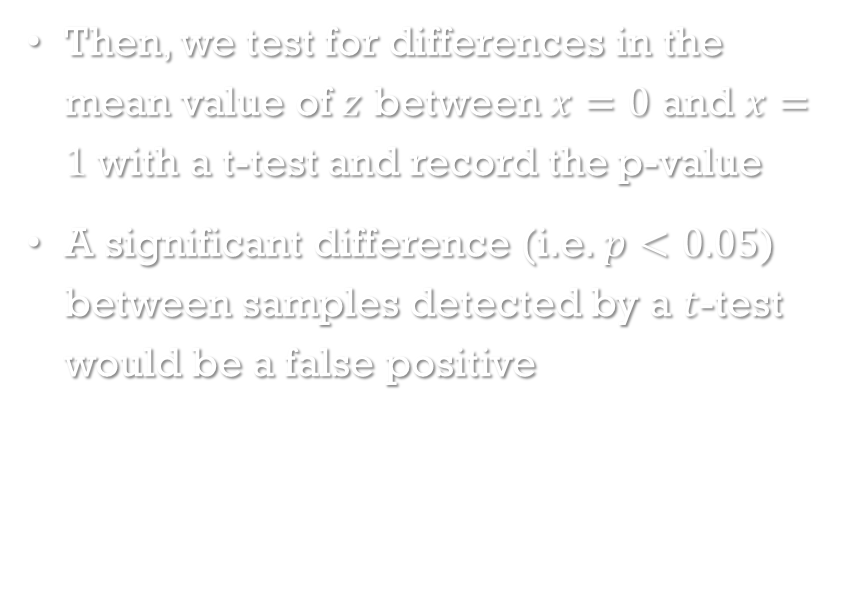 • Then, we test for differences in the
mean value of z between x = 0 and x =
1 with a t-test and record the p-value
• A significant difference (i.e. p < 0.05)
between samples detected by a t-test
would be a false positive